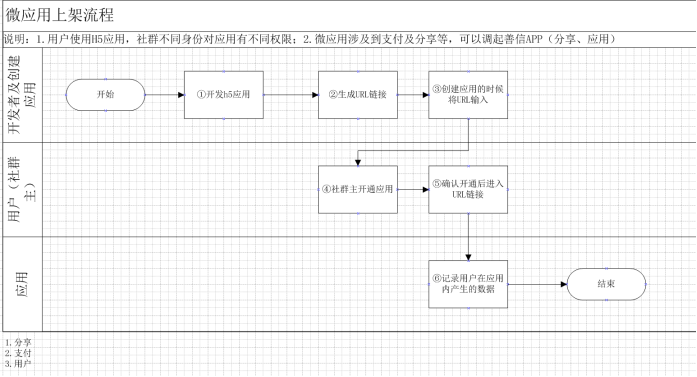 微应用上架流程
说明：1.用户使用H5应用，社群不同身份对应用有不同权限；2.微应用涉及到支付及分享等，可以调起善信APP（分享、应用）
开发者及创建
应用
开始
①开发h5应用
②生成URL链接
③创建应用的时候
将URL输入
用户（社群
主）
④社群主开通应用
⑤确认开通后进入
URL链接
应用
⑥记录用户在应用
内产生的数据
结束
1.分享
2.支付
3.用户